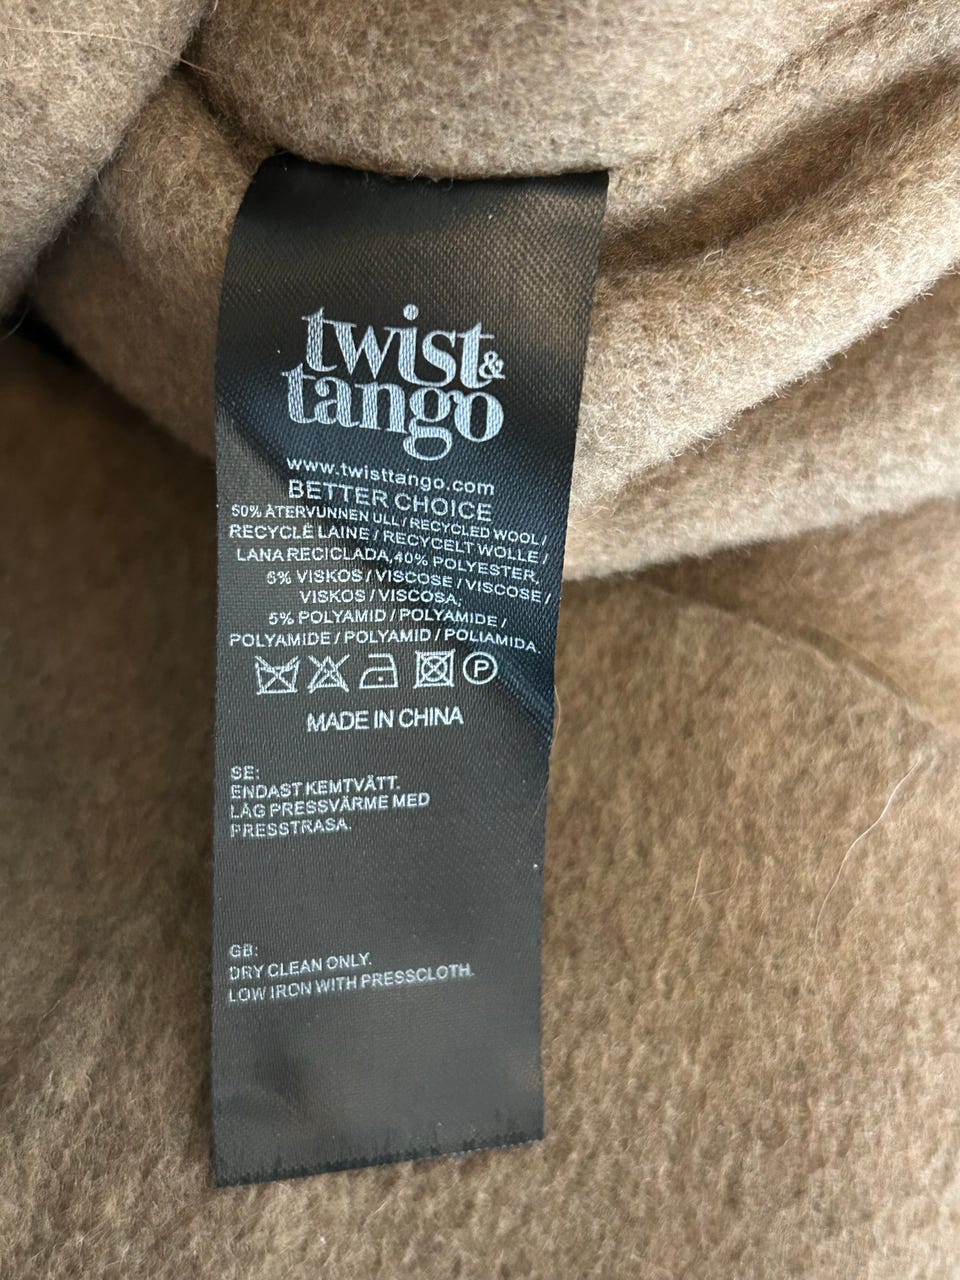 twist&
tango
www.twisttango.com
BETTER CHOICE
50% ÅTERVUNNEN ULL / RECYCLED WOOL /
RECYCLÉ LAINE / RECYCELT WOLLE /
LANA RECICLADA,40% POLYESTER,
5% VISKOS / VISCOSE / VISCOSE /
VISKOS / VISCOSA,
5% POLYAMID / POLYAMIDE /
POLYAMIDE / POLYAMID / POLIAMIDA.
P
MADE IN CHINA
SE:
ENDAST KEMTVÄTT.
LÅG PRESSVÄRME MED
PRESSTRASA.
GB:
DRY CLEAN ONLY.
LOW IRON WITH PRESSCLOTH.